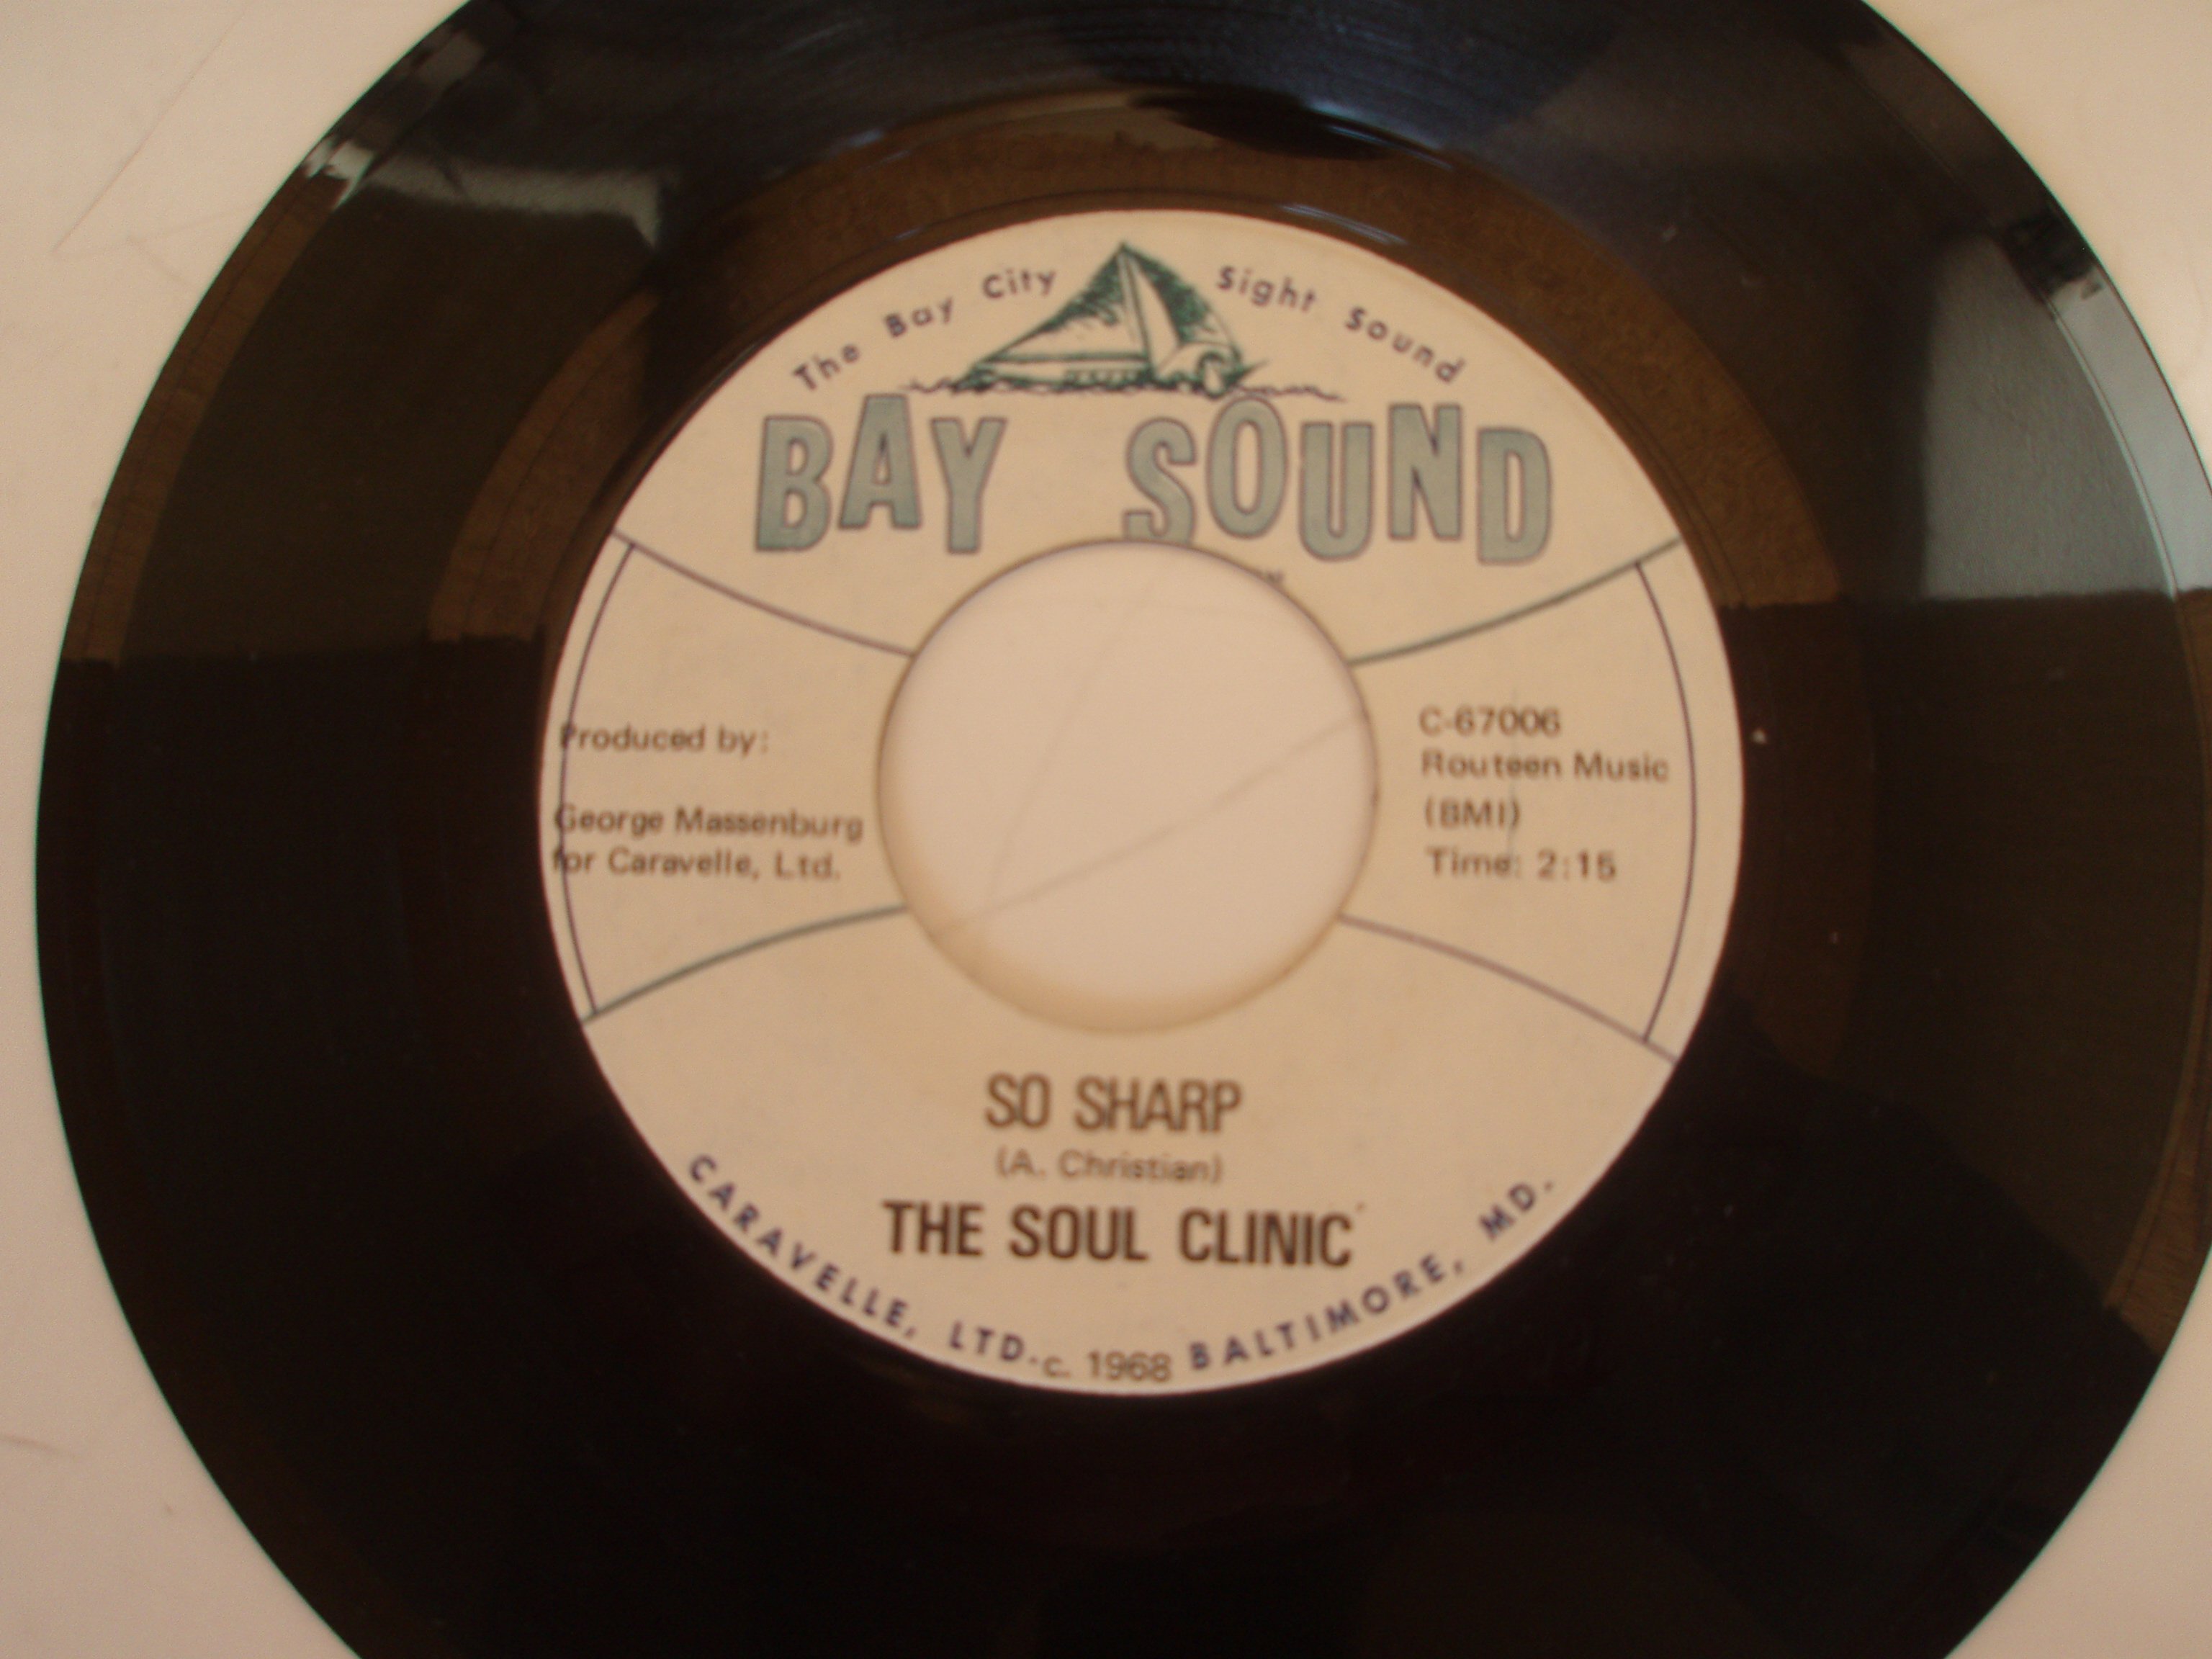 The Bay City Sight Sound
BAY SOUND
Produced by:
George Massenburg
for Caravelle, Ltd.
C-67006
Routeen Music
(BMI)
Time: 2:15
SO SHARP
(A. Christian)
THE SOUL CLINIC
CARAVELLE, LTD. c. 1968 BALTIMORE, MD.